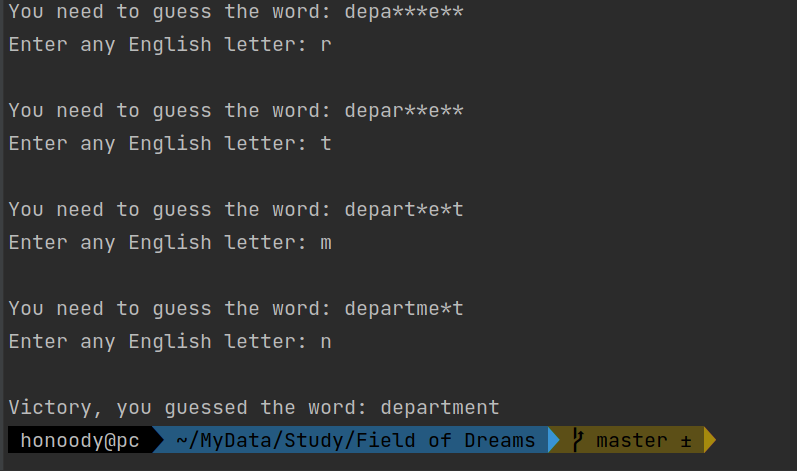 You need to guess the word: depa***e**
Enter any English letter: r
You need to guess the word: depar**e**
Enter any English letter: t
You need to guess the word: depart*e*t
Enter any English letter: m
You need to guess the word: departme*t
Enter any English letter: n
Victory, you guessed the word: department
honoody@pc ~/MyData/Study/Field of Dreams master ±